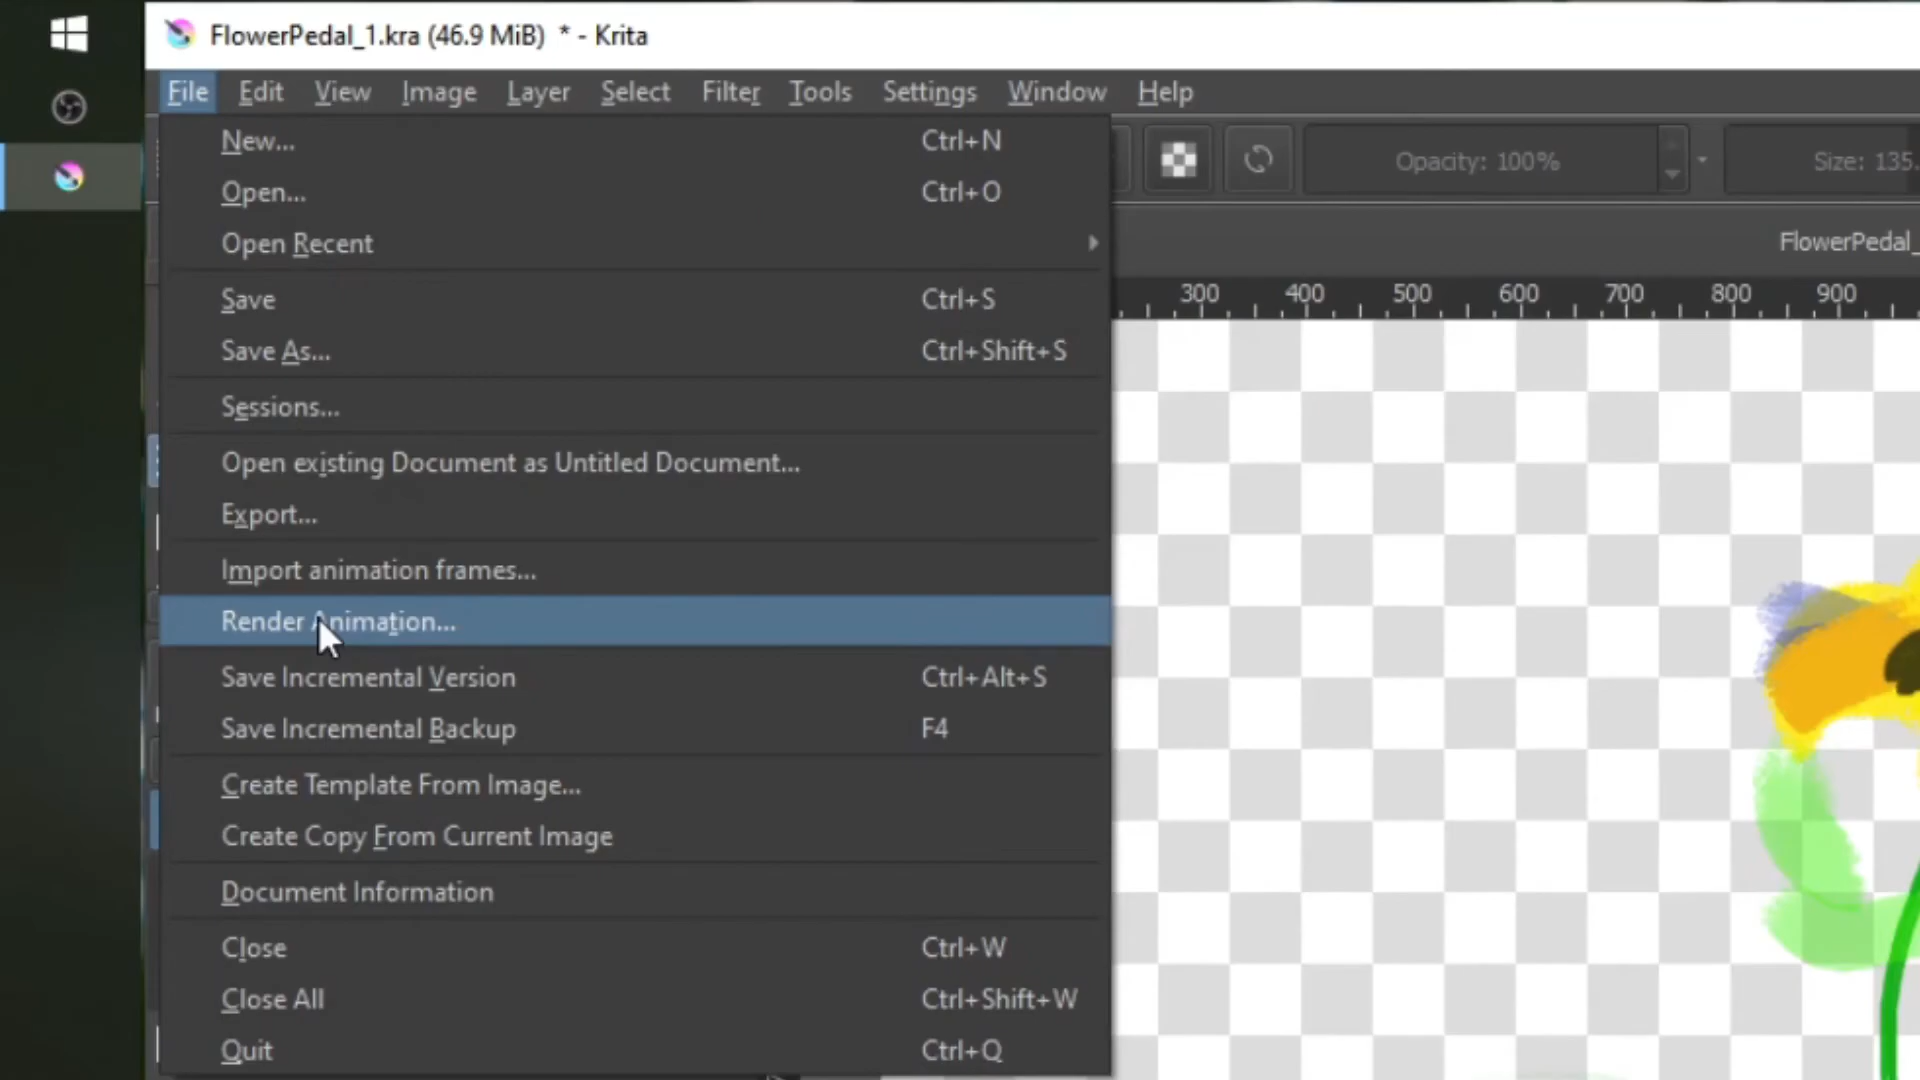 FlowerPedal_1.kra (46.9 MiB) * - Krita
File Edit View Image Layer Select Filter Tools Settings Window Help
New... Ctrl+N
Open... Ctrl+O
Open Recent
Save Ctrl+S
Save As... Ctrl+Shift+S
Sessions...
Open existing Document as Untitled Document...
Export...
Import animation frames...
Render Animation...
Save Incremental Version Ctrl+Alt+S
Save Incremental Backup F4
Create Template From Image...
Create Copy From Current Image
Document Information
Close Ctrl+W
Close All Ctrl+Shift+W
Quit Ctrl+Q
Opacity: 100% Size: 135.
FlowerPedal_
300 400 500 600 700 800 900